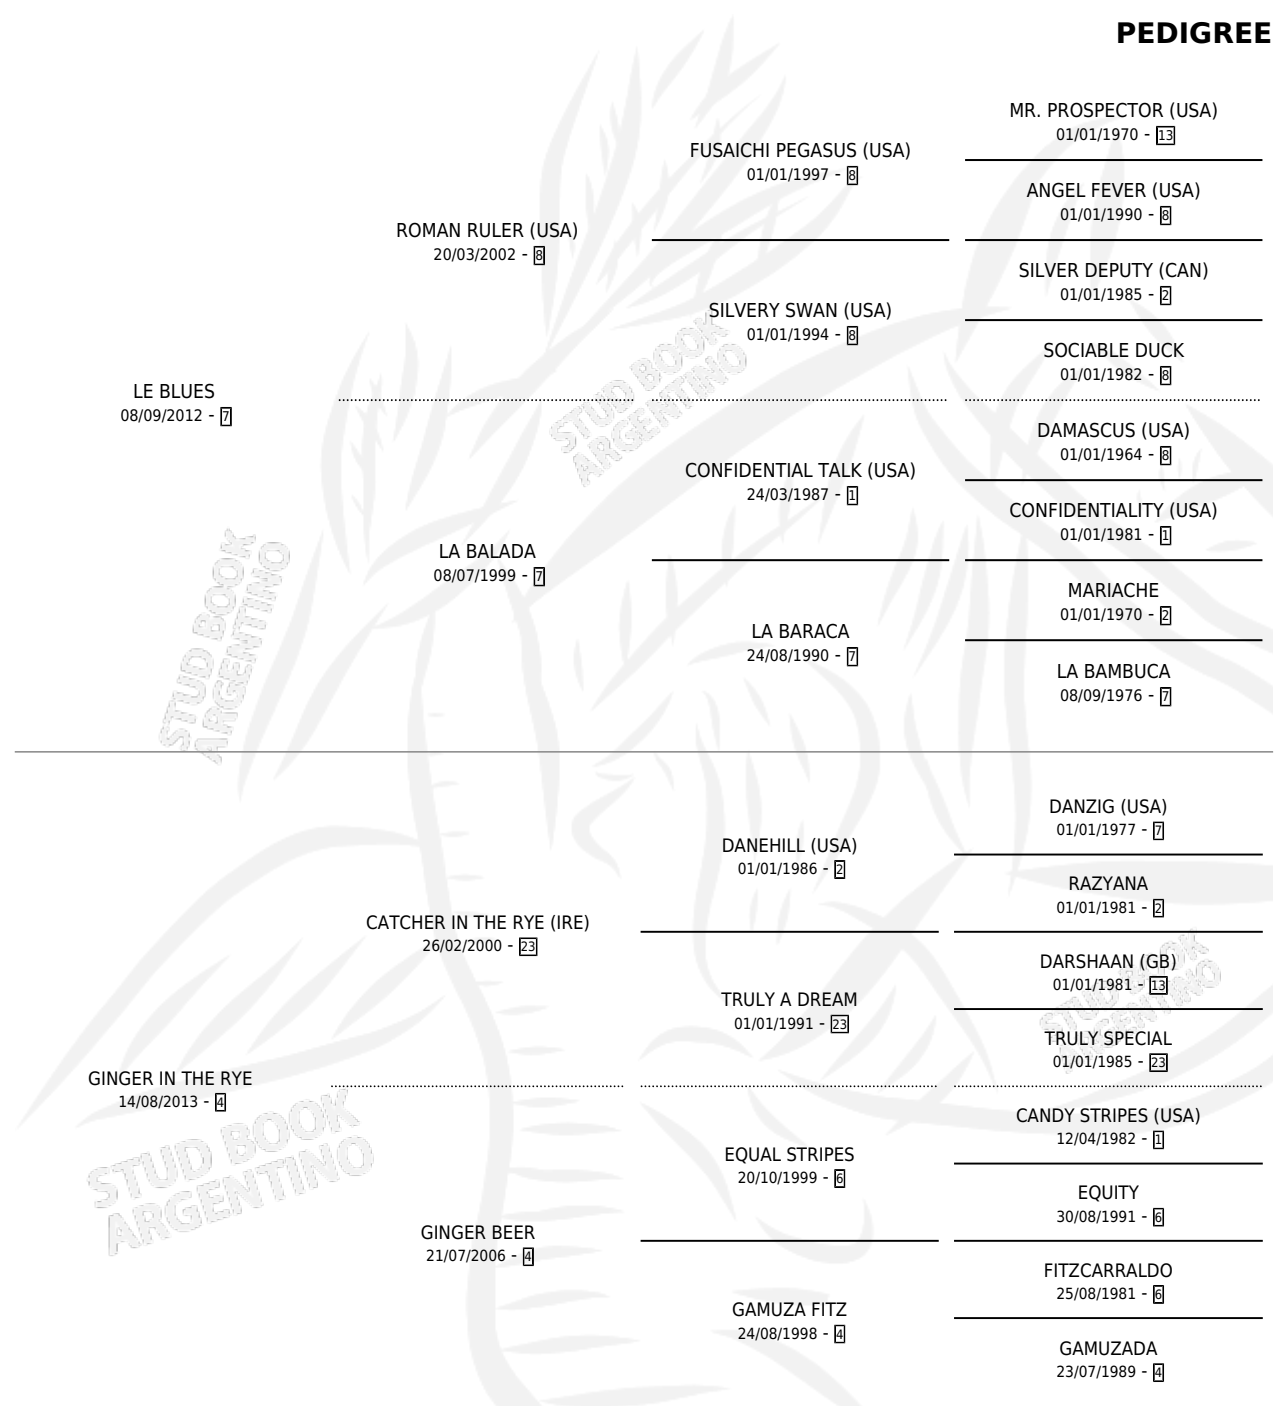 PEDIGREE
MR. PROSPECTOR (USA)
01/01/1970 - 13
FUSAICHI PEGASUS (USA)
01/01/1997 - 8
ANGEL FEVER (USA)
01/01/1990 - 8
ROMAN RULER (USA)
20/03/2002 - 8
SILVER DEPUTY (CAN)
01/01/1985 - 2
SILVERY SWAN (USA)
01/01/1994 - 8
SOCIABLE DUCK
01/01/1982 - 8
LE BLUES
08/09/2012 - 7
DAMASCUS (USA)
01/01/1964 - 8
CONFIDENTIAL TALK (USA)
24/03/1987 - 1
CONFIDENTIALITY (USA)
01/01/1981 - 1
LA BALADA
08/07/1999 - 7
MARIACHE
01/01/1970 - 2
LA BARACA
24/08/1990 - 7
LA BAMBUCA
08/09/1976 - 7
STUD BOOK
ARGENTINO
STUD BOOK
ARGENTINO
DANZIG (USA)
01/01/1977 - 7
DANEHILL (USA)
01/01/1986 - 2
RAZYANA
01/01/1981 - 2
CATCHER IN THE RYE (IRE)
26/02/2000 - 23
DARSHAAN (GB)
01/01/1981 - 13
TRULY A DREAM
01/01/1991 - 23
TRULY SPECIAL
01/01/1985 - 23
GINGER IN THE RYE
14/08/2013 - 4
CANDY STRIPES (USA)
12/04/1982 - 1
EQUAL STRIPES
20/10/1999 - 6
EQUITY
30/08/1991 - 6
GINGER BEER
21/07/2006 - 4
FITZCARRALDO
25/08/1981 - 6
GAMUZA FITZ
24/08/1998 - 4
GAMUZADA
23/07/1989 - 4
STUD BOOK
ARGENTINO
STUD BOOK
ARGENTINO